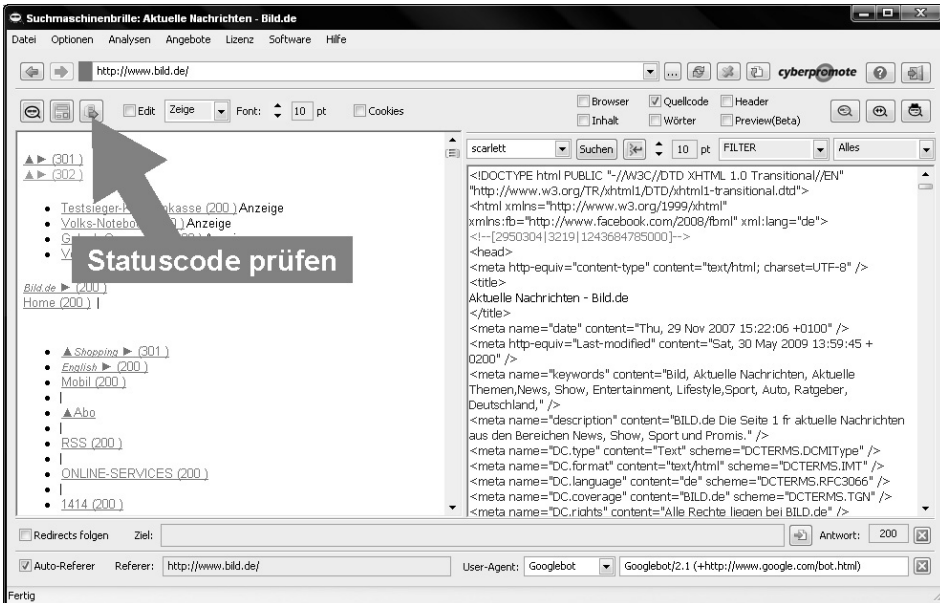 Suchmaschinenbrille: Aktuelle Nachrichten - Bild.de
Datei Optionen Analysen Angebote Lizenz Software Hilfe
http://www.bild.de/
... cyberpromote
Edit Zeige Font: 10 pt Cookies
Browser Quellcode Header
Inhalt Wörter Preview(Beta)
▲► (301 )
▲► (302 )
• Testsieger- kasse (200 ) Anzeige
• Volks-Noteboo ) Anzeige
•
• V
Statuscode prüfen
Bild.de ► (200 )
Home (200 ) |
• ▲ Shopping ► (301 )
• English ► (200 )
• Mobil (200 )
• |
• ▲Abo
• |
• RSS (200 )
• |
• ONLINE-SERVICES (200 )
• |
• 1414 (200 )
scarlett Suchen 10 pt FILTER Alles
<!DOCTYPE html PUBLIC "-//W3C//DTD XHTML 1.0 Transitional//EN"
"http://www.w3.org/TR/xhtml1/DTD/xhtml1-transitional.dtd">
<html xmlns="http://www.w3.org/1999/xhtml"
xmlns:fb="http://www.facebook.com/2008/fbml" xml:lang="de">
<!--[2950304|3219|1243684785000]-->
<head>
<meta http-equiv="content-type" content="text/html; charset=UTF-8" />
<title>
Aktuelle Nachrichten - Bild.de
</title>
<meta name="date" content="Thu, 29 Nov 2007 15:22:06 +0100" />
<meta http-equiv="Last-modified" content="Sat, 30 May 2009 13:59:45 +
0200" />
<meta name="keywords" content="Bild, Aktuelle Nachrichten, Aktuelle
Themen,News, Show, Entertainment, Lifestyle,Sport, Auto, Ratgeber,
Deutschland," />
<meta name="description" content="BILD.de Die Seite 1 fr aktuelle Nachrichten
aus den Bereichen News, Show, Sport und Promis." />
<meta name="DC.type" content="Text" scheme="DCTERMS.DCMIType" />
<meta name="DC.format" content="text/html" scheme="DCTERMS.IMT" />
<meta name="DC.language" content="de" scheme="DCTERMS.RFC3066" />
<meta name="DC.coverage" content="BILD.de" scheme="DCTERMS.TGN" />
<meta name="DC.rights" content="Alle Rechte liegen bei BILD.de" />
Redirects folgen Ziel: Antwort: 200
Auto-Referer Referer: http://www.bild.de/ User-Agent: Googlebot Googlebot/2.1 (+http://www.google.com/bot.html)
Fertig